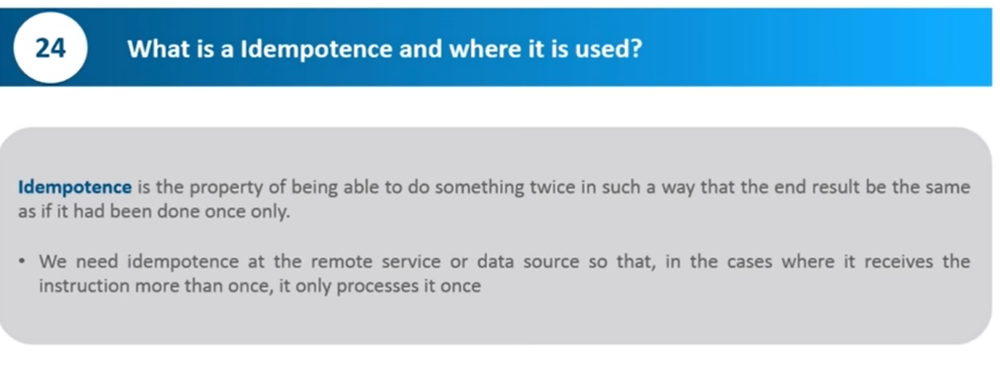 24
What is a Idempotence and where it is used?
Idempotence is the property of being able to do something twice in such a way that the end result be the same
as if it had been done once only.
• We need idempotence at the remote service or data source so that, in the cases where it receives the
instruction more than once, it only processes it once